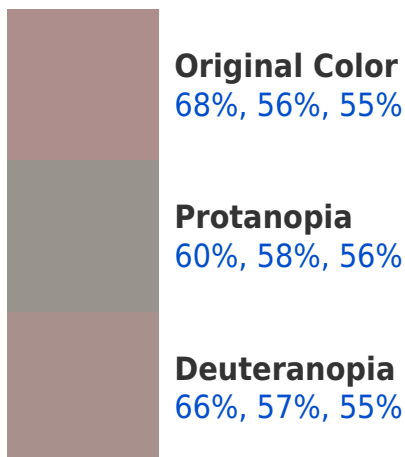 Original Color
68%, 56%, 55%
Protanopia
60%, 58%, 56%
Deuteranopia
66%, 57%, 55%